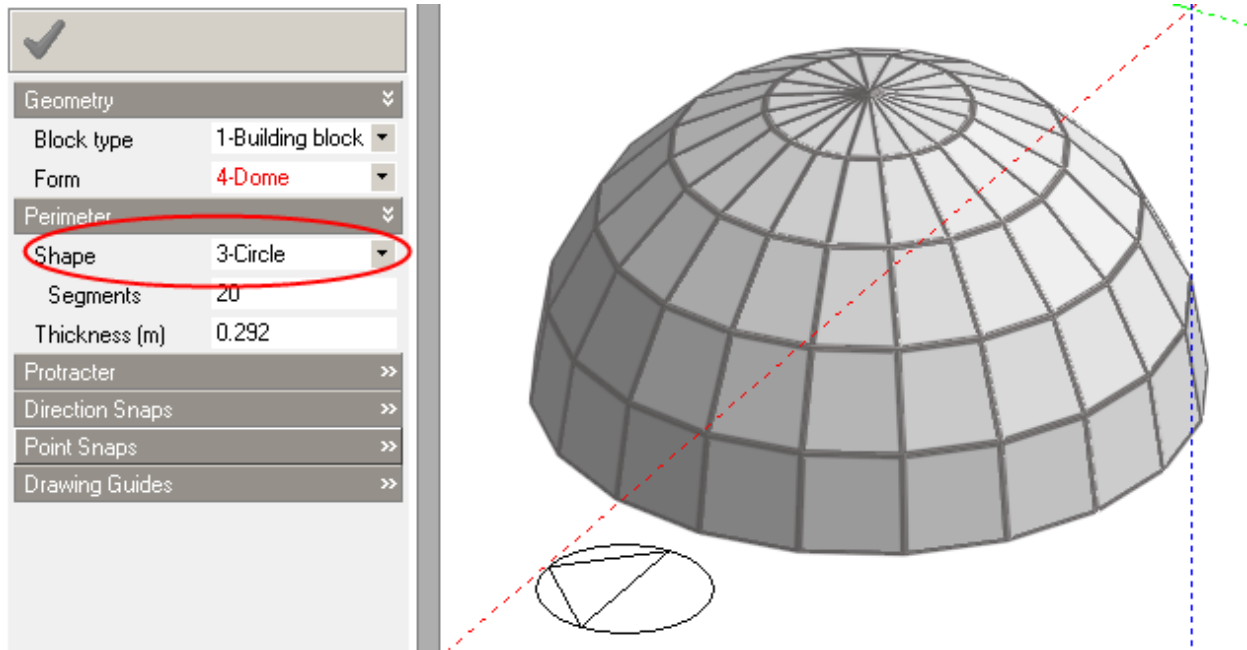 Geometry
Block type 1-Building block
Form 4-Dome
Perimeter
Shape 3-Circle
Segments 20
Thickness (m) 0.292
Protracter
Direction Snaps
Point Snaps
Drawing Guides